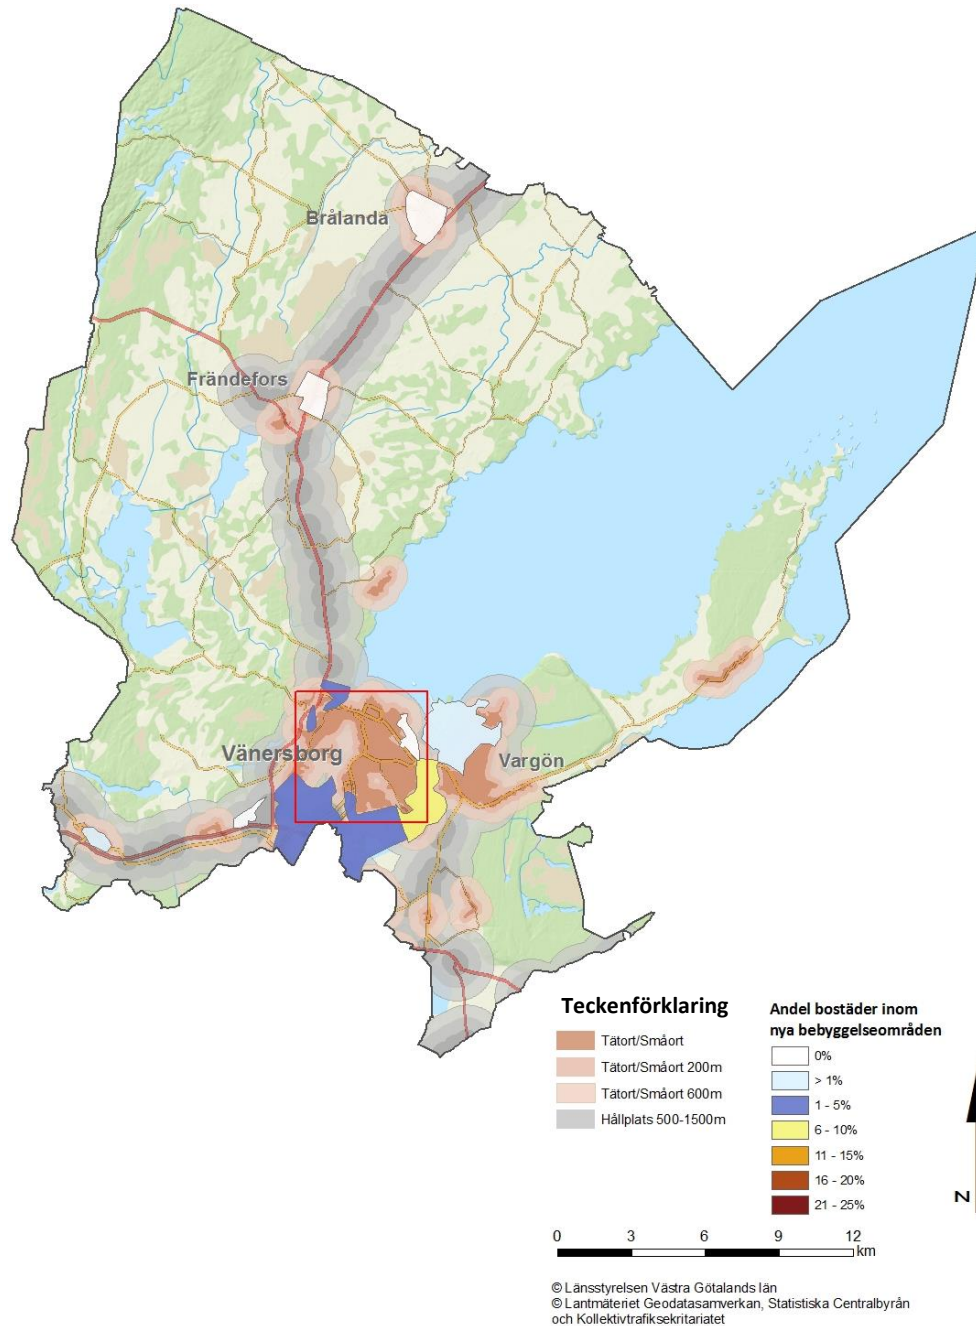 Brålanda
Frändefors
Vänersborg
Vargön
Teckenförklaring
Tätort/Småort
Tätort/Småort 200m
Tätort/Småort 600m
Hållplats 500-1500m
Andel bostäder inom
nya bebyggelseområden
0%
> 1%
1 - 5%
6 - 10%
11 - 15%
16 - 20%
21 - 25%
N
0 3 6 9 12
km
© Länsstyrelsen Västra Götalands län
© Lantmäteriet Geodatasamverkan, Statistiska Centralbyrån
och Kollektivtrafiksekritariatet